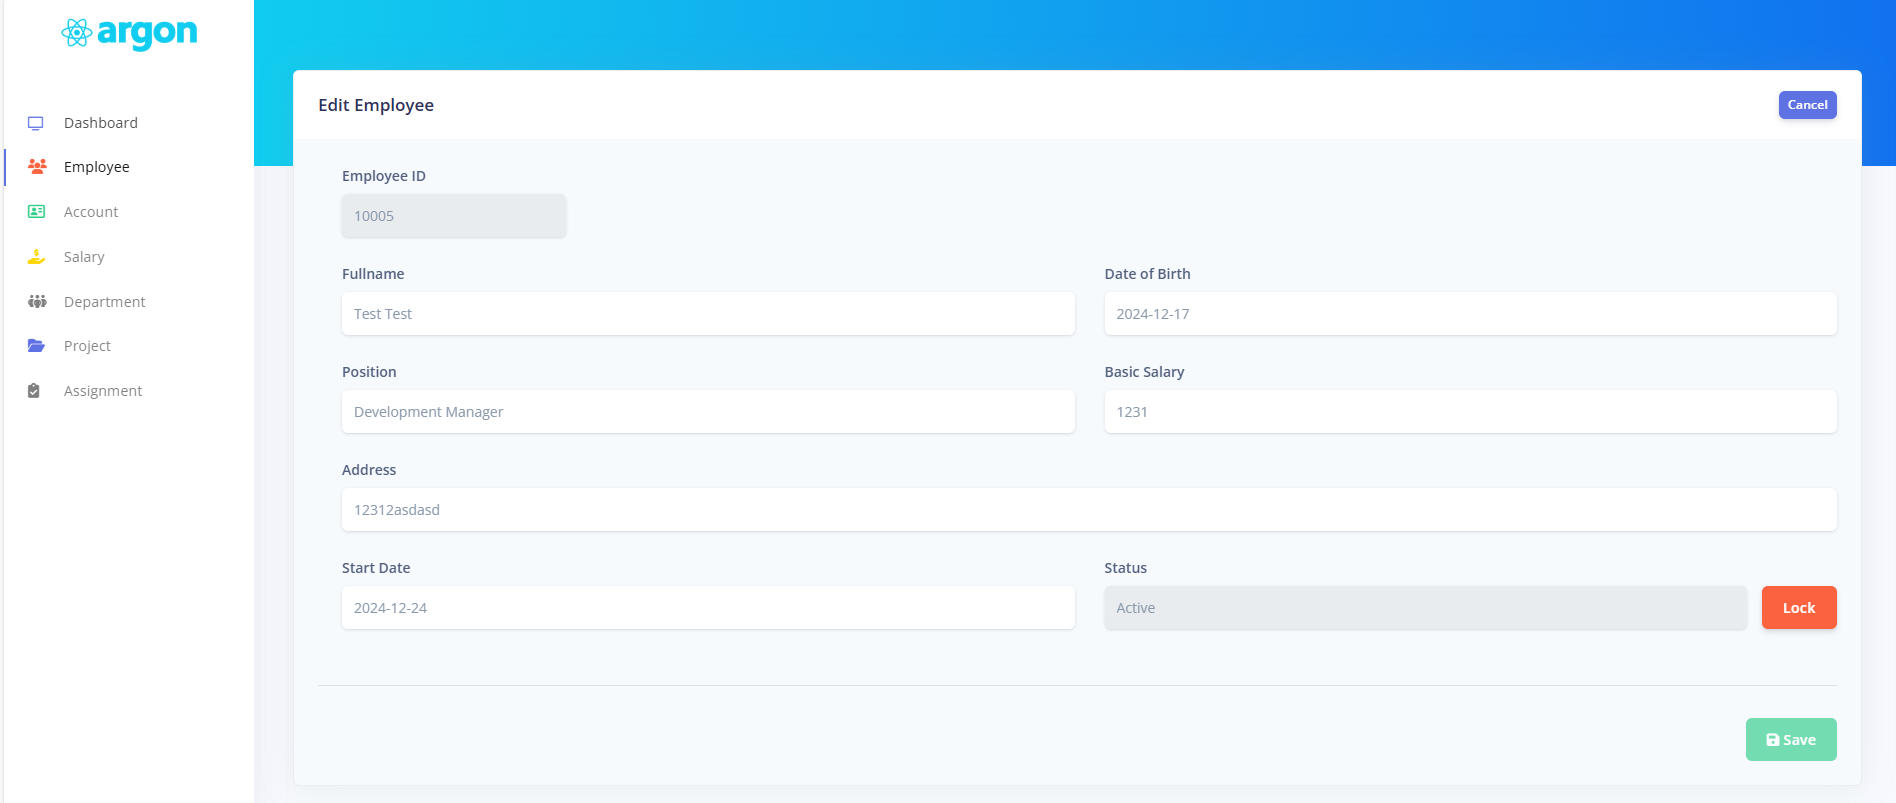 argon
Dashboard
Employee
Account
Salary
Department
Project
Assignment
Edit Employee
Cancel
Employee ID
10005
Fullname
Date of Birth
Test Test
2024-12-17
Position
Basic Salary
Development Manager
1231
Address
12312asdasd
Start Date
Status
2024-12-24
Active
Lock
Save